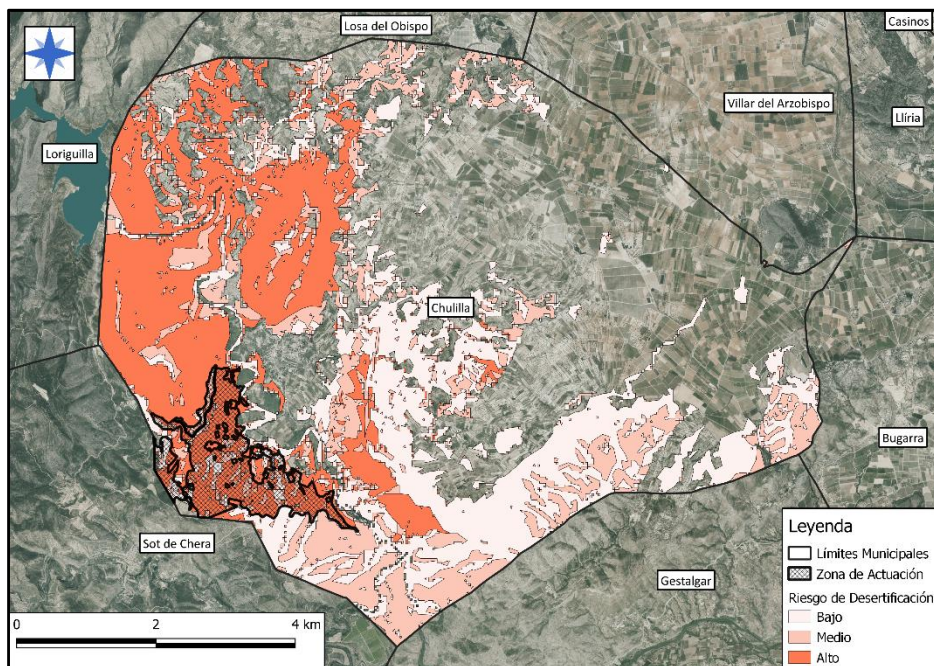 Losa del Obispo
Casinos
Villar del Arzobispo
Llíria
Loriguilla
Chulilla
Bugarra
Sot de Chera
Gestalgar
Leyenda
Límites Municipales
Zona de Actuación
Riesgo de Desertificación
Bajo
Medio
Alto
0 2 4 km